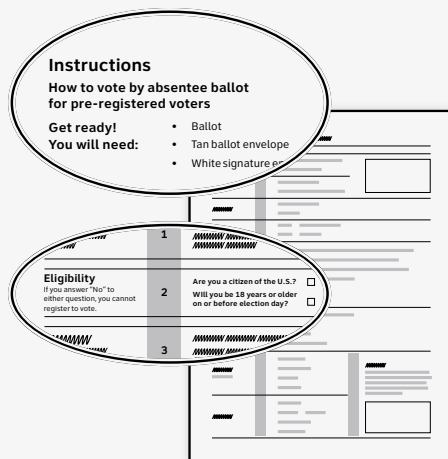 Instructions
How to vote by absentee ballot
for pre-registered voters
Get ready!
You will need:
• Ballot
• Tan ballot envelope
• White signature
1
Eligibility
If you answer "No" to
either question, you cannot
register to vote.
2
Are you a citizen of the U.S.?
Will you be 18 years or older
on or before election day?
3